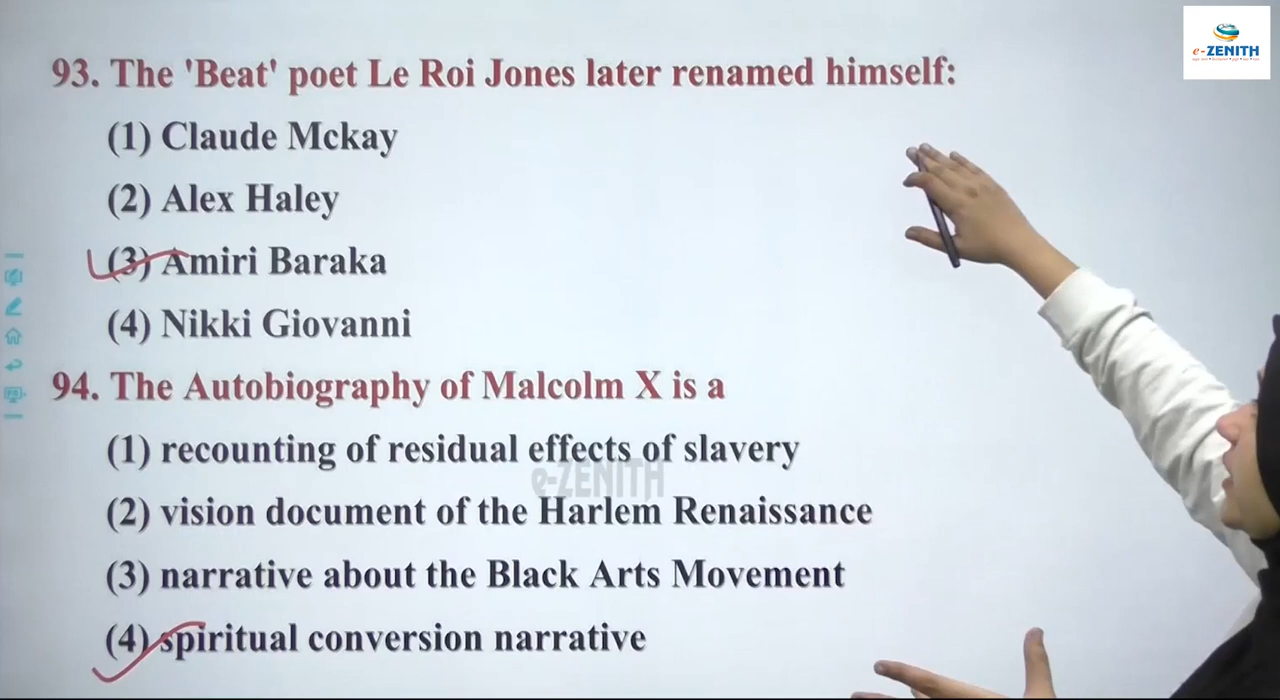 e-ZENITH
93. The 'Beat' poet Le Roi Jones later renamed himself:
(1) Claude Mckay
(2) Alex Haley
(3) Amiri Baraka
(4) Nikki Giovanni
94. The Autobiography of Malcolm X is a
(1) recounting of residual effects of slavery
e-ZENITH
(2) vision document of the Harlem Renaissance
(3) narrative about the Black Arts Movement
(4) spiritual conversion narrative